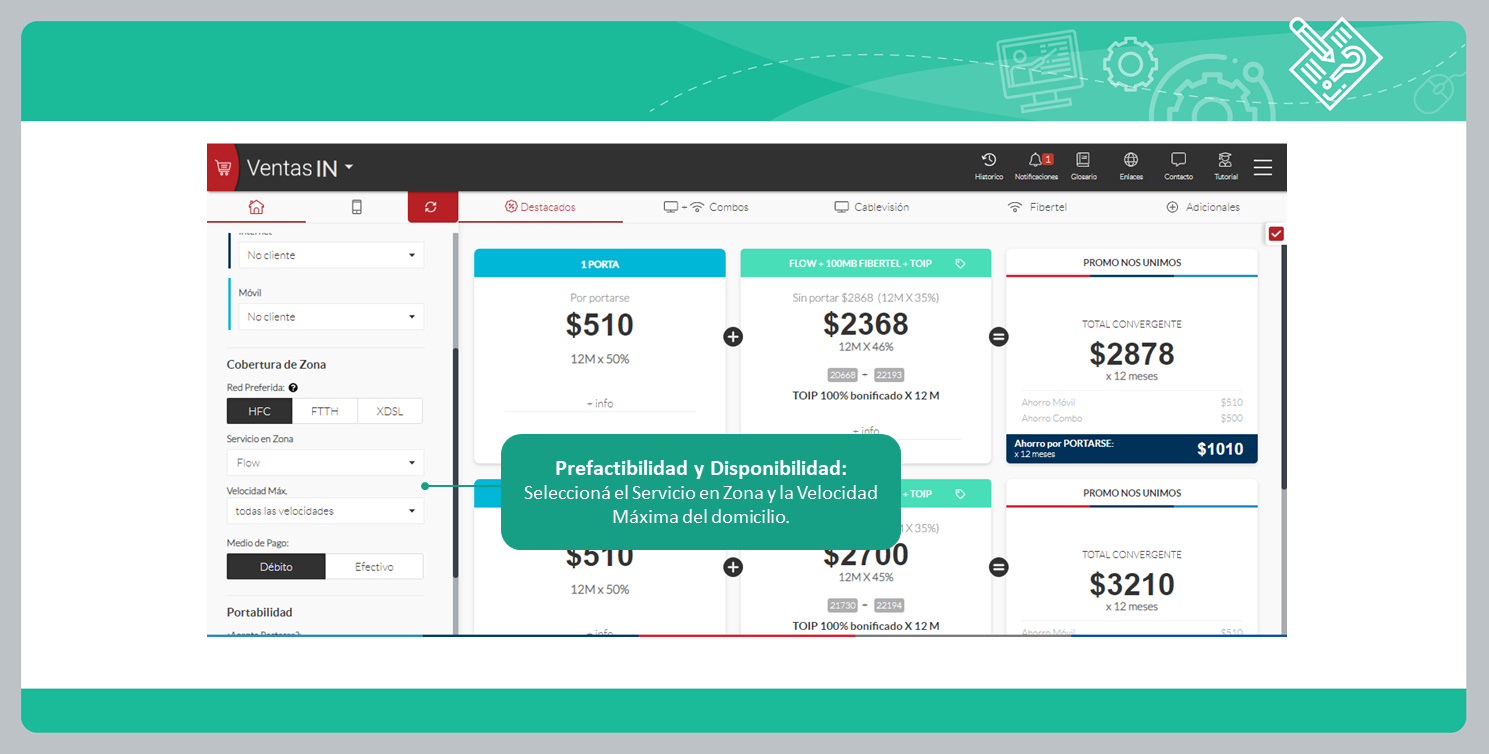 Ventas IN
Historico
1
Notificaciones
Glosario
Enlaces
Contacto
Tutorial
Destacados
+ Combos
Cablevisión
Fibertel
Adicionales
Internet
No cliente
Móvil
No cliente
Cobertura de Zona
Red Preferida: ?
HFC FTTH XDSL
Servicio en Zona
Flow
Velocidad Máx.
todas las velocidades
Medio de Pago:
Débito Efectivo
Portabilidad
¿Acepta Portarse?:
1 PORTA
Por portarse
$510
12M x 50%
+ info
+
FLOW + 100MB FIBERTEL + TOIP
Sin portar $2868 (12M X 35%)
$2368
12M X 46%
20668 - 22193
TOIP 100% bonificado X 12 M
+ info
=
PROMO NOS UNIMOS
TOTAL CONVERGENTE
$2878
x 12 meses
Ahorro Móvil $510
Ahorro Combo $500
Ahorro por PORTARSE: $1010
x 12 meses
Prefactibilidad y Disponibilidad:
Seleccioná el Servicio en Zona y la Velocidad
Máxima del domicilio.
$510
12M x 50%
+ info
+
+ TOIP
X 35%)
$2700
12M X 45%
21730 - 22194
TOIP 100% bonificado X 12 M
=
PROMO NOS UNIMOS
TOTAL CONVERGENTE
$3210
x 12 meses
Ahorro Móvil $510